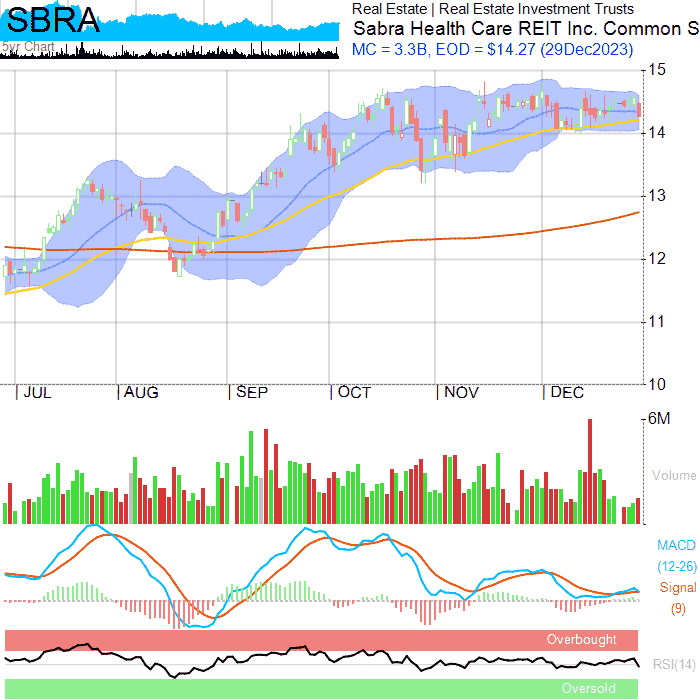 SBRA
5yr Chart
Real Estate | Real Estate Investment Trusts
Sabra Health Care REIT Inc. Common S
MC = 3.3B, EOD = $14.27 (29Dec2023)
15
14
13
12
11
10
JUL AUG SEP OCT NOV DEC
6M
Volume
MACD
(12-26)
Signal
(9)
Overbought
RSI(14)
Oversold